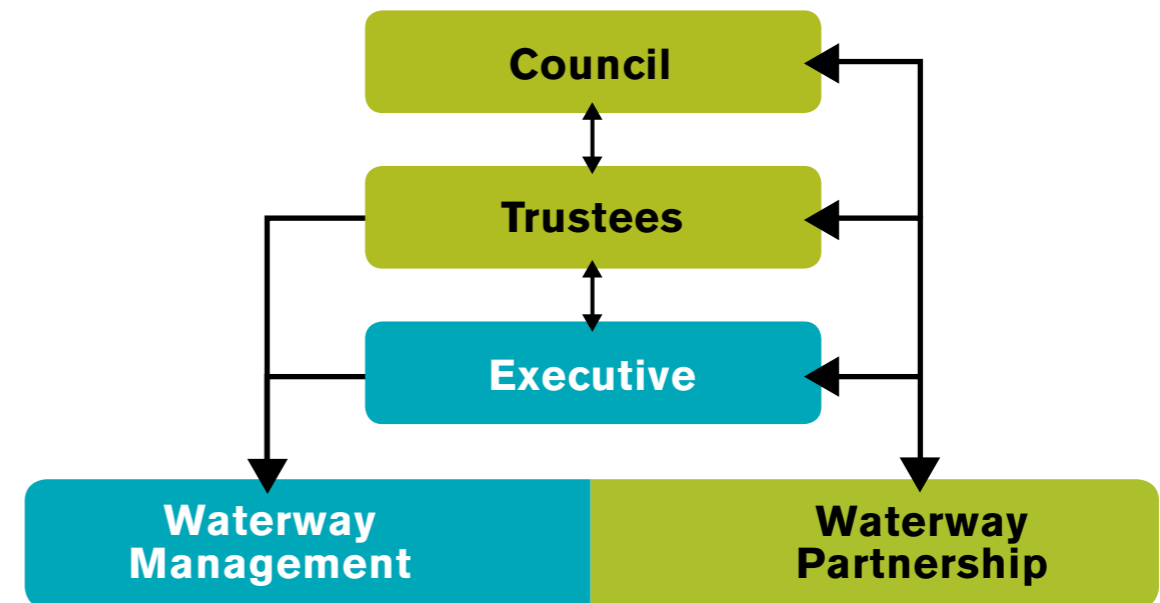 Council
Trustees
Executive
Waterway
Management
Waterway
Partnership